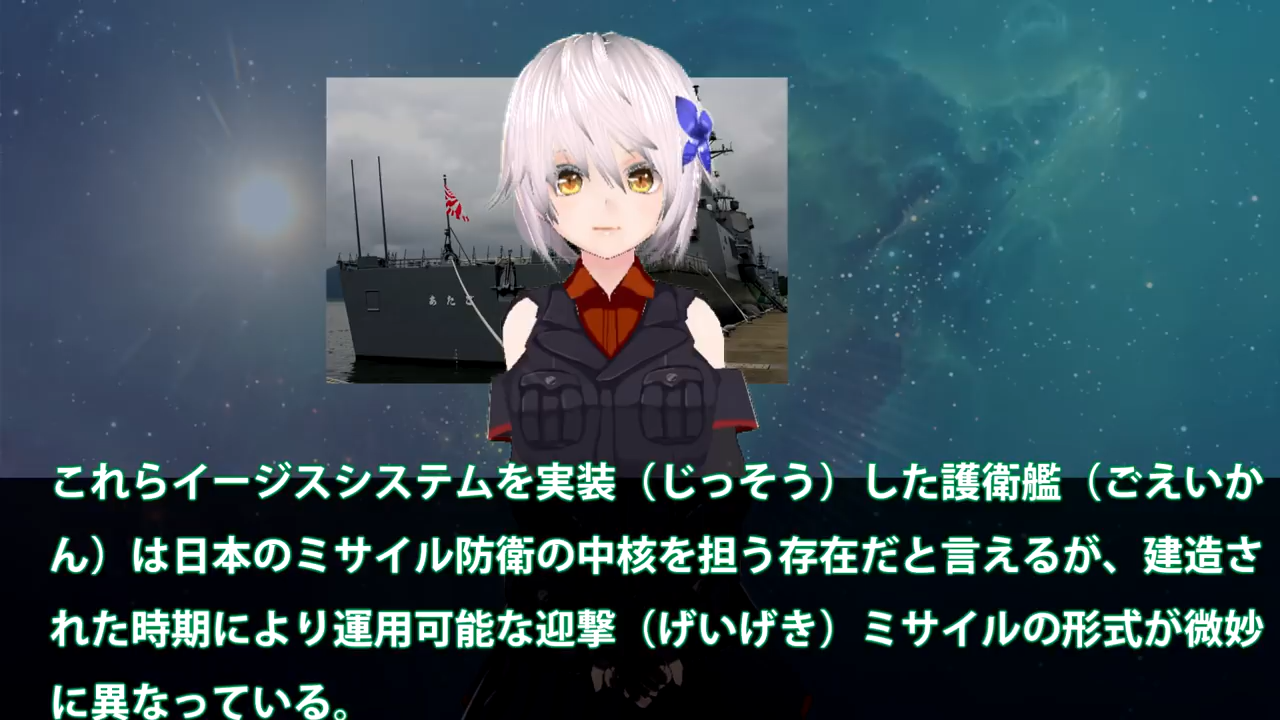 あたご
これらイージスシステムを実装（じっそう）した護衛艦（ごえいか
ん）は日本のミサイル防衛の中核を担う存在だと言えるが、建造さ
れた時期により運用可能な迎撃（げいげき）ミサイルの形式が微妙
に異なっている。